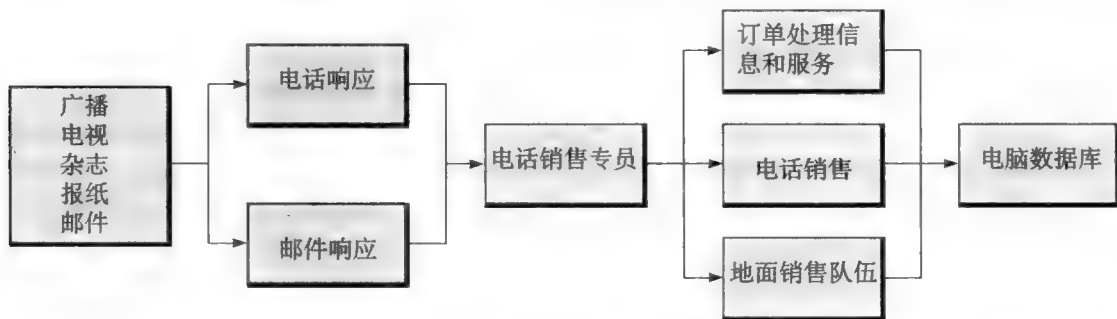 广播
电视
杂志
报纸
邮件
电话响应
邮件响应
电话销售专员
订单处理信
息和服务
电话销售
地面销售队伍
电脑数据库